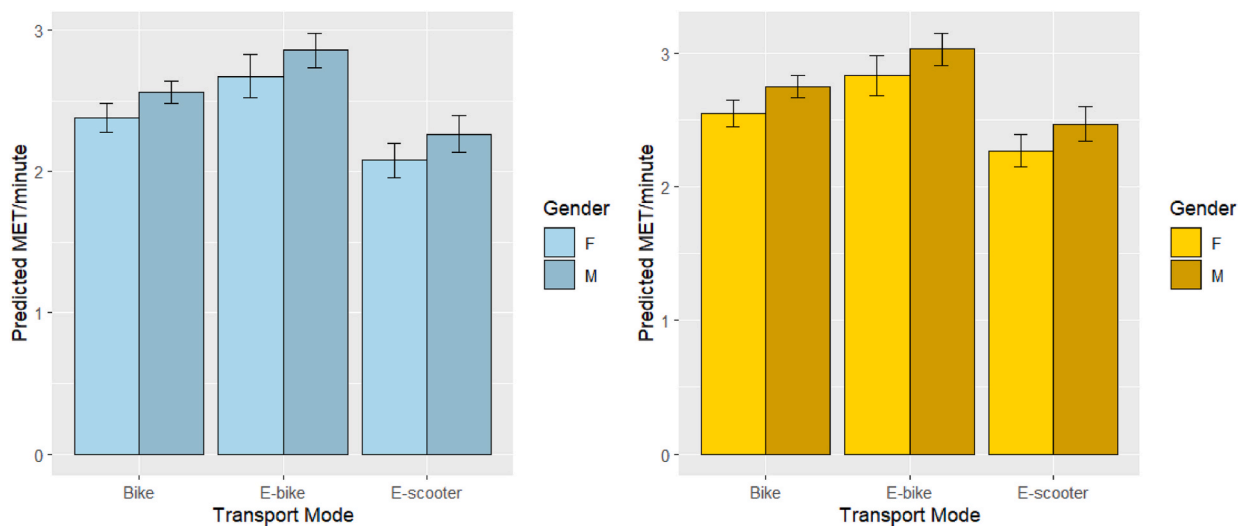 3
2
1
0
Predicted MET/minute
Bike
E-bike
E-scooter
Transport Mode
Gender
F
M
3
2
1
0
Predicted MET/minute
Bike
E-bike
E-scooter
Transport Mode
Gender
F
M